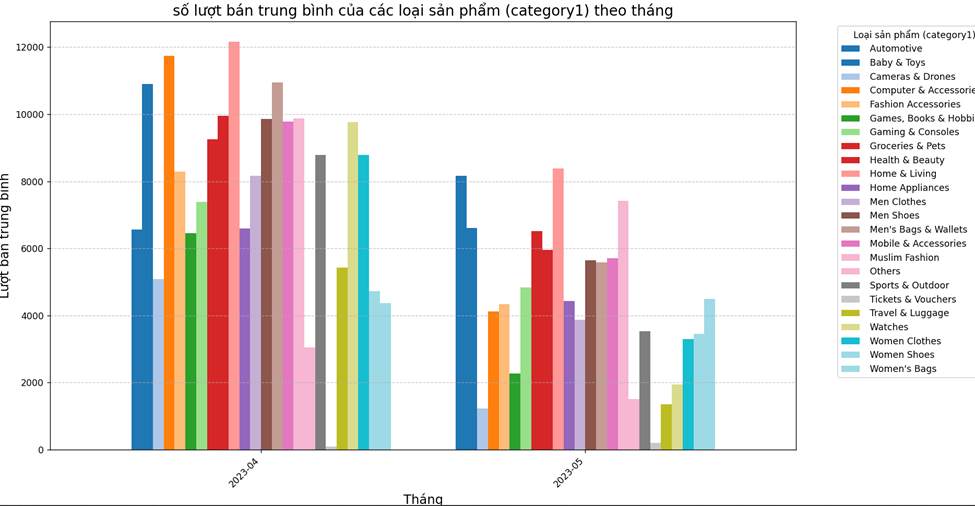 số lượt bán trung bình của các loại sản phẩm (category1) theo tháng
Lượt bán trung bình
12000
10000
8000
6000
4000
2000
0
2023-04
2023-05
Tháng
Loại sản phẩm (category1)
Automotive
Baby & Toys
Cameras & Drones
Computer & Accessorie
Fashion Accessories
Games, Books & Hobbi
Gaming & Consoles
Groceries & Pets
Health & Beauty
Home & Living
Home Appliances
Men Clothes
Men Shoes
Men's Bags & Wallets
Mobile & Accessories
Muslim Fashion
Others
Sports & Outdoor
Tickets & Vouchers
Travel & Luggage
Watches
Women Clothes
Women Shoes
Women's Bags